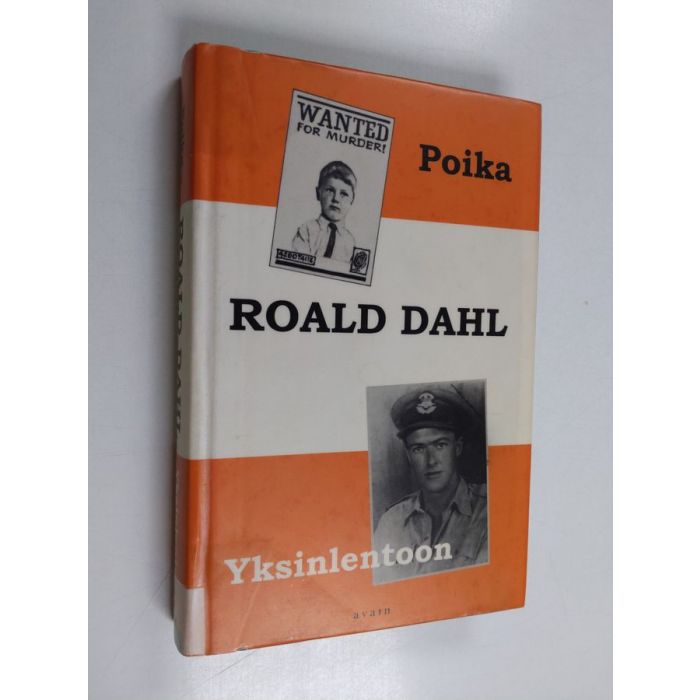 WANTED
FOR MURDER!
Poika
ROALD DAHL
Yksinlentoon
avain
ROALD DAHL